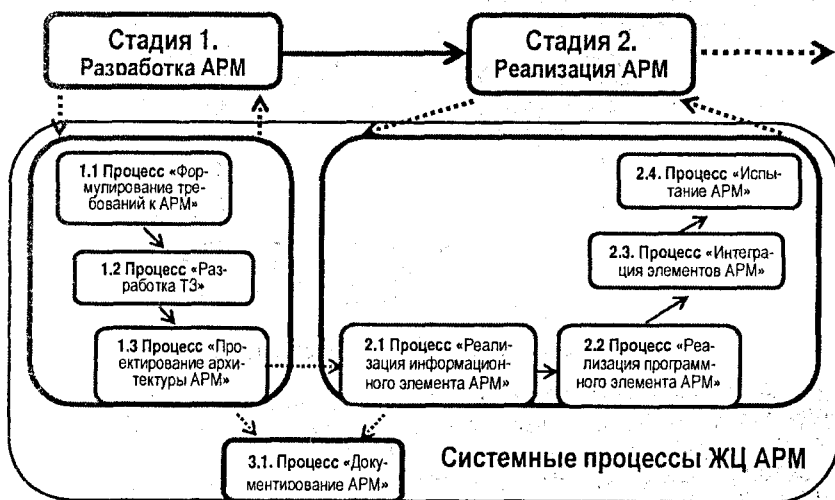 Стадия 1.
Разработка АРМ
Стадия 2.
Реализация АРМ
1.1 Процесс «Фор-
мулирование тре-
бований к АРМ»
1.2 Процесс «Раз-
работка ТЗ»
1.3 Процесс «Про-
ектирование архи-
тектуры АРМ»
2.4. Процесс «Испы-
тание АРМ»
2.3. Процесс «Интегра-
ция элементов АРМ»
2.1 Процесс «Реали-
зация информацион-
ного элемента АРМ»
2.2 Процесс «Реа-
лизация программ-
ного элемента АРМ»
3.1. Процесс «Доку-
ментирование АРМ»
Системные процессы ЖЦ АРМ